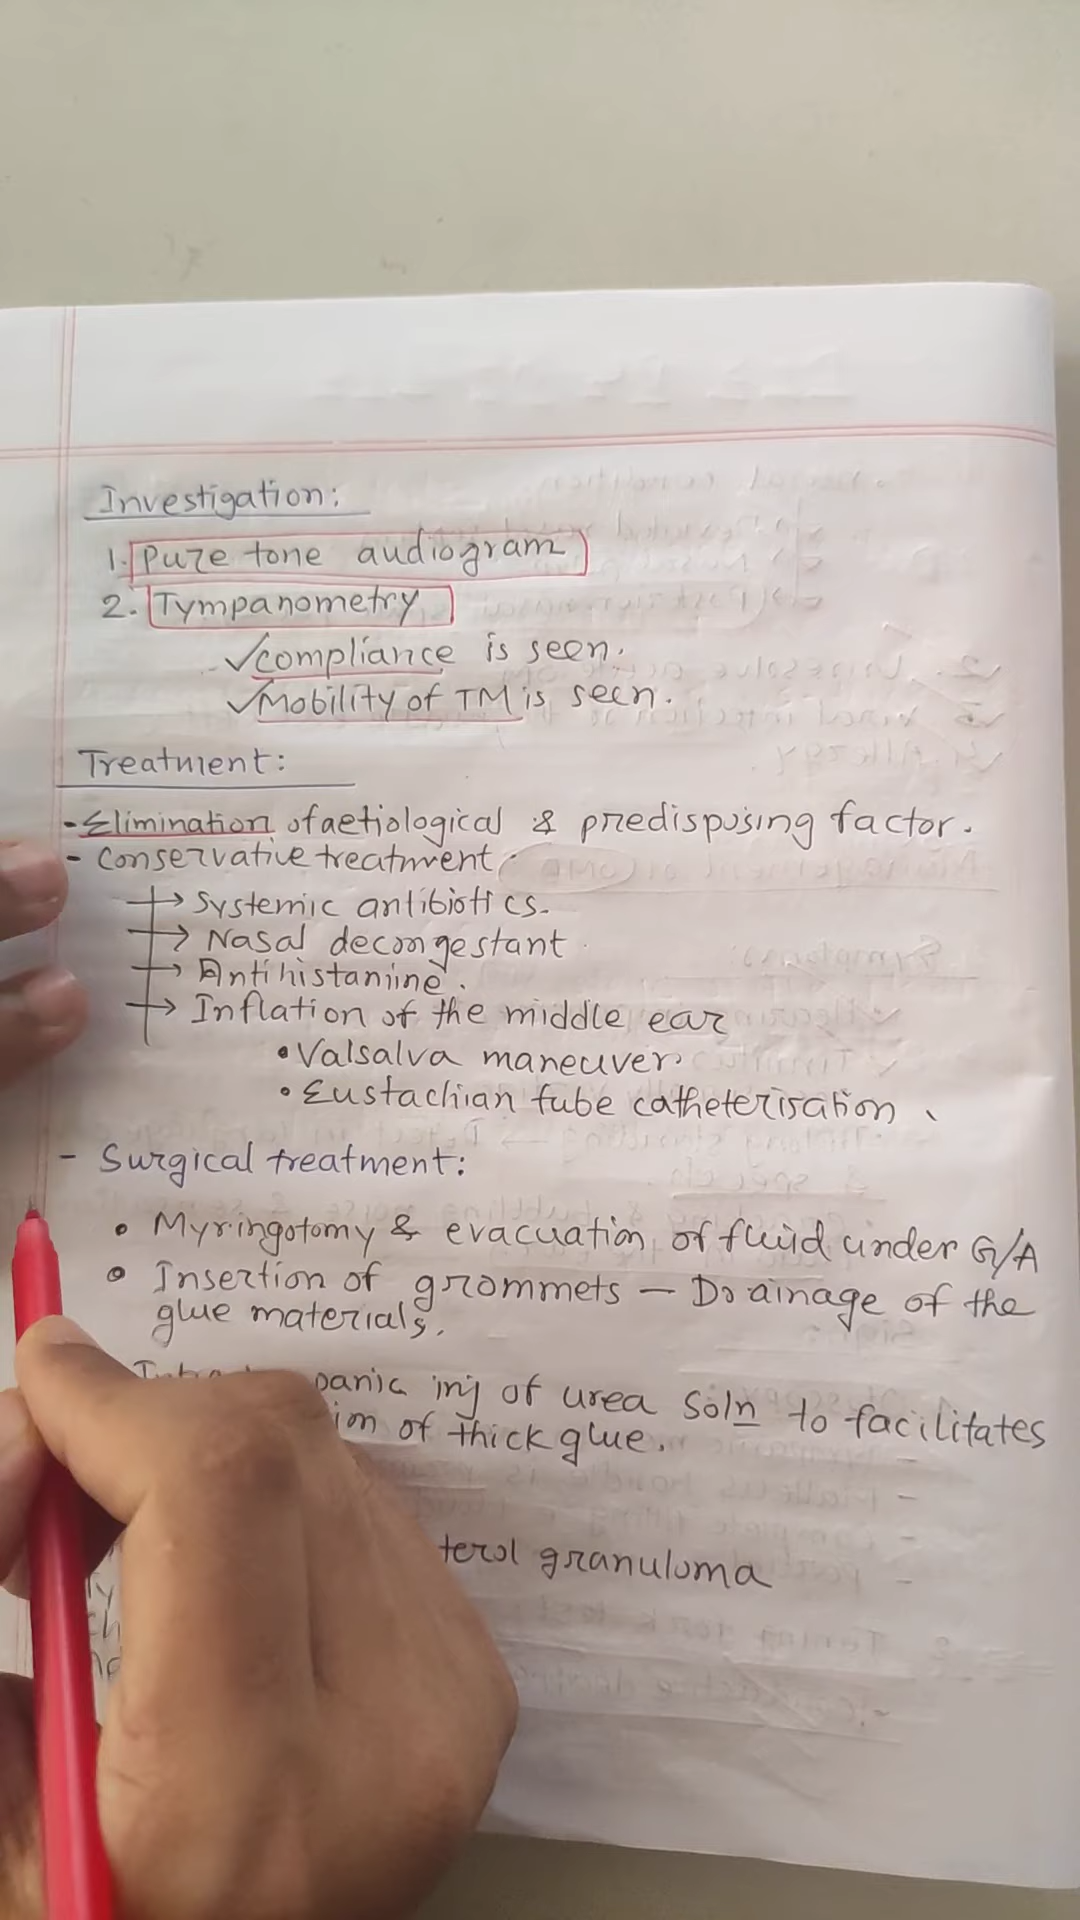 Investigation:
1. Pure tone audiogram
2. Tympanometry
✓compliance is seen.
✓Mobility of TM is seen.
Treatment:
- Elimination of aetiological & predisposing factor.
- Conservative treatment
→ Systemic antibiotics.
→ Nasal decongestant
→ Antihistamine.
→ Inflation of the middle ear
• Valsalva maneuver
• Eustachian tube catheterisation.
- Surgical treatment:
• Myringotomy & evacuation of fluid under G/A
• Insertion of grommets — Drainage of the
glue materials.
panic inj of urea soln to facilitates
of thick glue.
terol granuloma